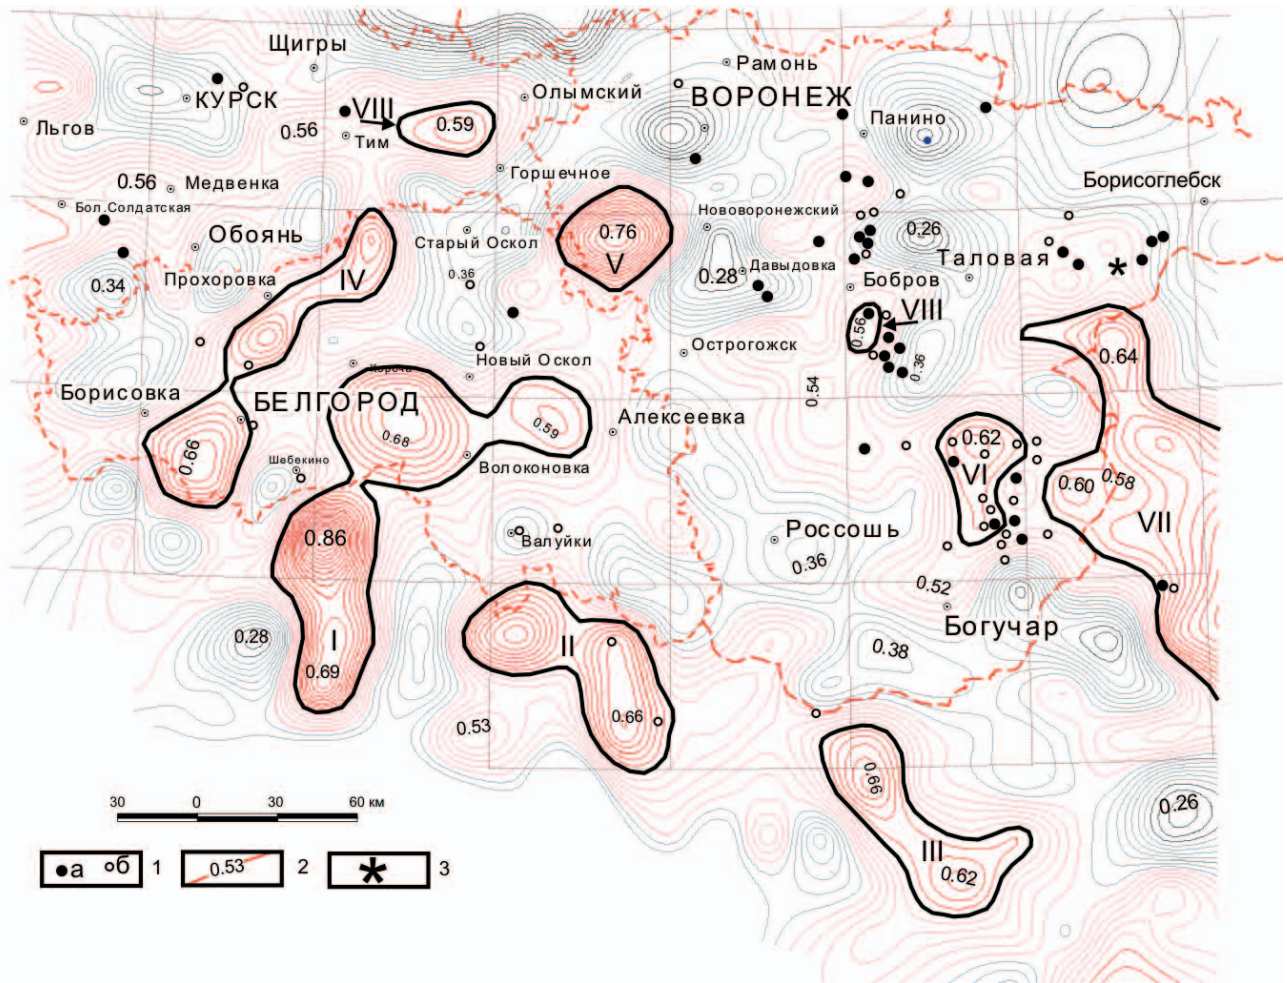 Щигры
Рамонь
КУРСК
Олымский
ВОРОНЕЖ
VIII
0.59
Панино
Льгов
0.56
Тим
Горшечное
0.56
Медвенка
Борисоглебск
Бол.Солдатская
Нововоронежский
Обоянь
Старый Оскол
0.76
0.26
V
Таловая
Прохоровка
IV
0.36
0.28
Давыдовка
Бобров
0.34
VIII
0.56
Острогожск
0.64
Новый Оскол
0.36
Короча
0.54
Борисовка
БЕЛГОРОД
Алексеевка
0.59
0.68
0.62
0.66
Шебекино
Волоконовка
VI
0.60
0.58
VII
0.86
Валуйки
Россошь
0.36
0.52
Богучар
0.28
I
II
0.38
0.69
0.66
0.53
0.66
0.26
30 0 30 60 км
III
а б 1
0.53 2
* 3
0.62